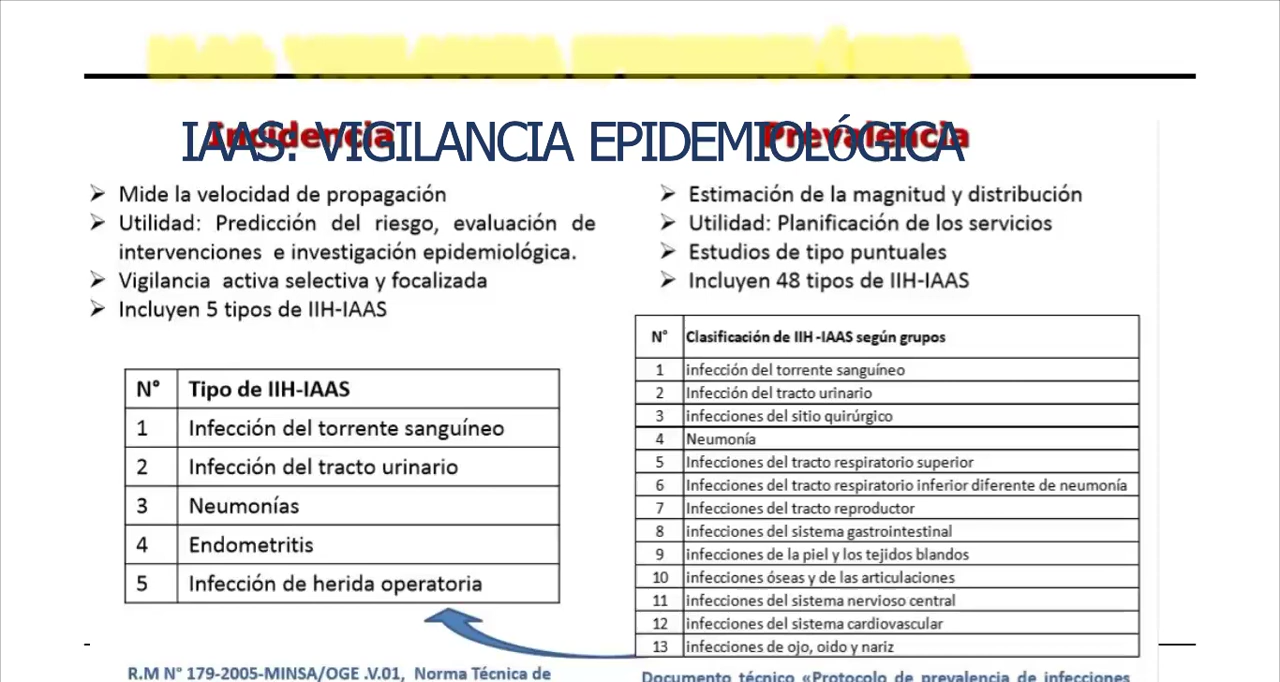 IAAS: VIGILANCIA EPIDEMIOLÓGICA
Incidencia
Mide la velocidad de propagación
Utilidad: Predicción del riesgo, evaluación de
intervenciones e investigación epidemiológica.
Vigilancia activa selectiva y focalizada
Incluyen 5 tipos de IIH-IAAS
N° Tipo de IIH-IAAS
1 Infección del torrente sanguíneo
2 Infección del tracto urinario
3 Neumonías
4 Endometritis
5 Infección de herida operatoria
R.M N° 179-2005-MINSA/OGE .V.01, Norma Técnica de
Prevalencia
Estimación de la magnitud y distribución
Utilidad: Planificación de los servicios
Estudios de tipo puntuales
Incluyen 48 tipos de IIH-IAAS
N° Clasificación de IIH -IAAS según grupos
1 infección del torrente sanguíneo
2 Infección del tracto urinario
3 infecciones del sitio quirúrgico
4 Neumonía
5 Infecciones del tracto respiratorio superior
6 Infecciones del tracto respiratorio inferior diferente de neumonía
7 Infecciones del tracto reproductor
8 infecciones del sistema gastrointestinal
9 infecciones de la piel y los tejidos blandos
10 infecciones óseas y de las articulaciones
11 infecciones del sistema nervioso central
12 infecciones del sistema cardiovascular
13 infecciones de ojo, oido y nariz
Documento técnico «Protocolo de prevalencia de infecciones